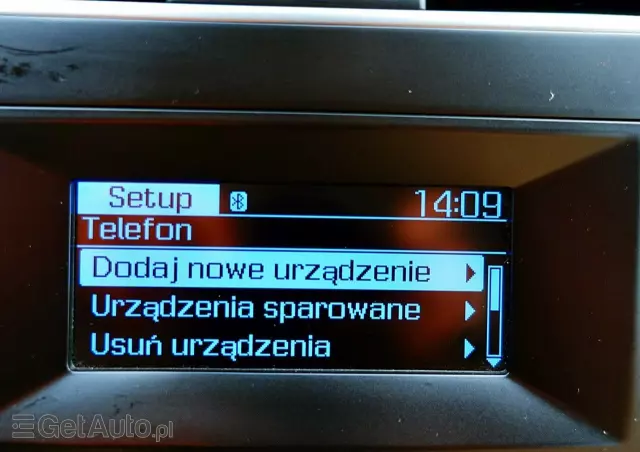 Setup 14:09
Telefon
Dodaj nowe urządzenie
Urządzenia sparowane
Usuń urządzenia
GetAuto.pl